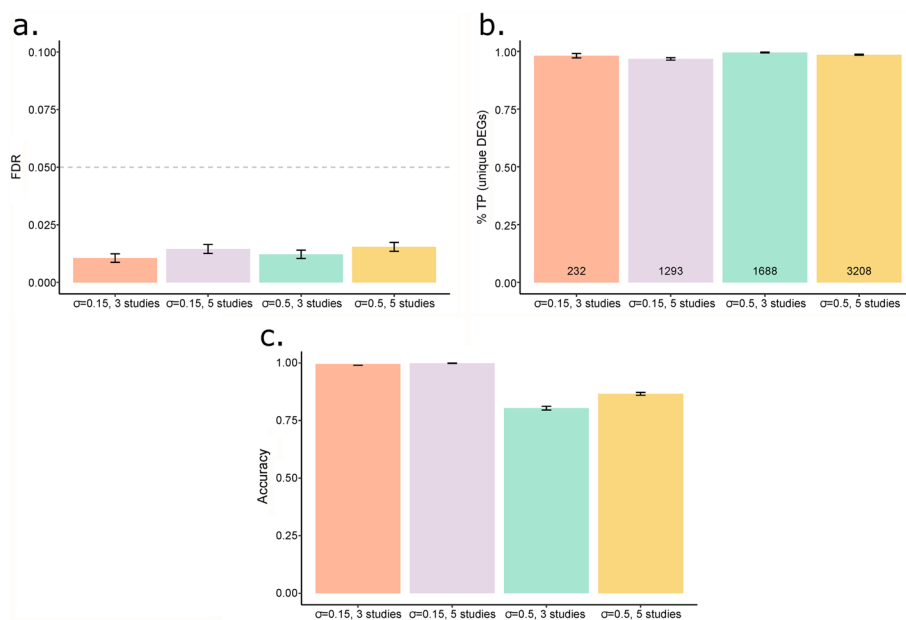 a.
0.100
0.075
0.050
0.025
0.000
FDR
σ=0.15, 3 studies σ=0.15, 5 studies σ=0.5, 3 studies σ=0.5, 5 studies
b.
1.00
0.75
0.50
0.25
0.00
% TP (unique DEGs)
232 1293 1688 3208
σ=0.15, 3 studies σ=0.15, 5 studies σ=0.5, 3 studies σ=0.5, 5 studies
c.
1.00
0.75
0.50
0.25
0.00
Accuracy
σ=0.15, 3 studies σ=0.15, 5 studies σ=0.5, 3 studies σ=0.5, 5 studies